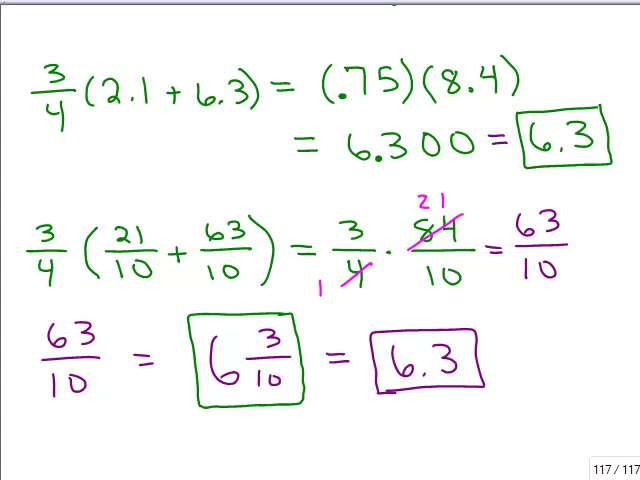 3/4 (2.1 + 6.3) = (.75)(8.4)
= 6.300 = 6.3
3/4 (21/10 + 63/10) = 3/4 · 84/10 = 63/10
21
1
63/10 = 6 3/10 = 6.3
117 / 117